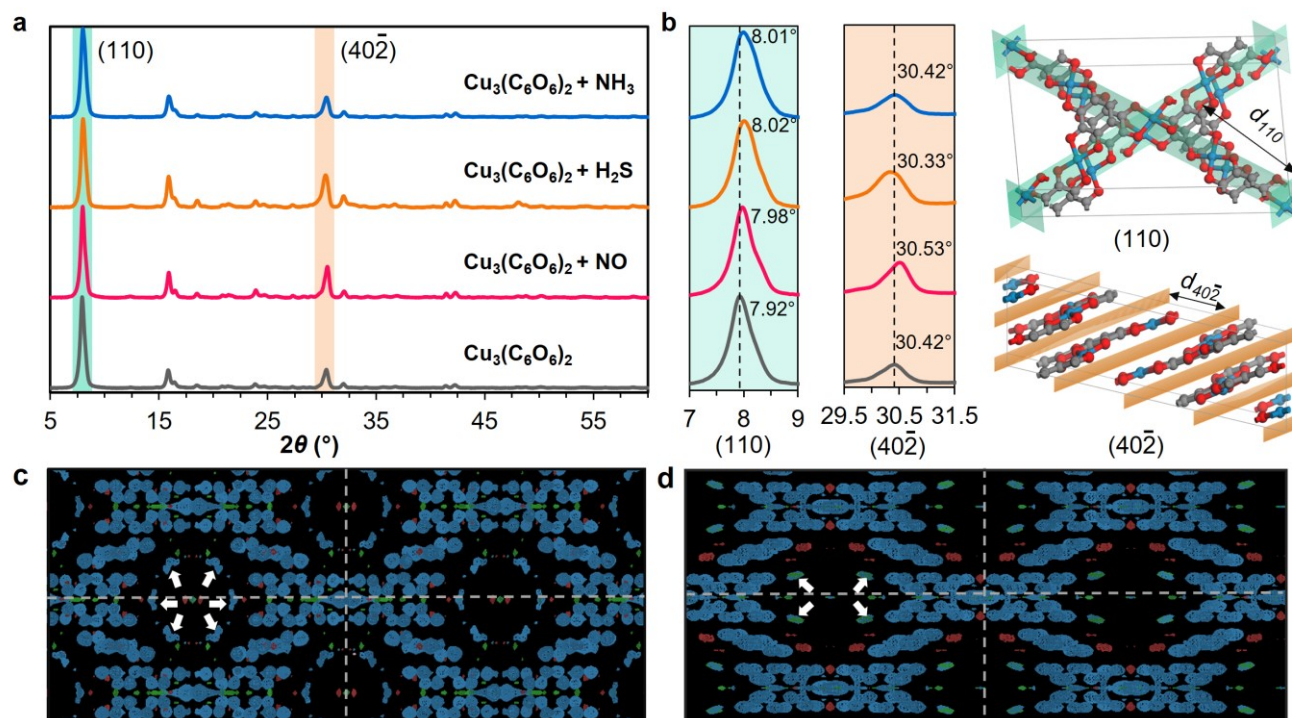 a
(110)
(402̄)
Cu₃(C₆O₆)₂ + NH₃
Cu₃(C₆O₆)₂ + H₂S
Cu₃(C₆O₆)₂ + NO
Cu₃(C₆O₆)₂
5 15 25 35 45 55
2θ (°)
b
8.01°
8.02°
7.98°
7.92°
7 8 9
(110)
30.42°
30.33°
30.53°
30.42°
29.5 30.5 31.5
(402̄)
d₁₁₀
(110)
d₄₀₂̄
(402̄)
c
d